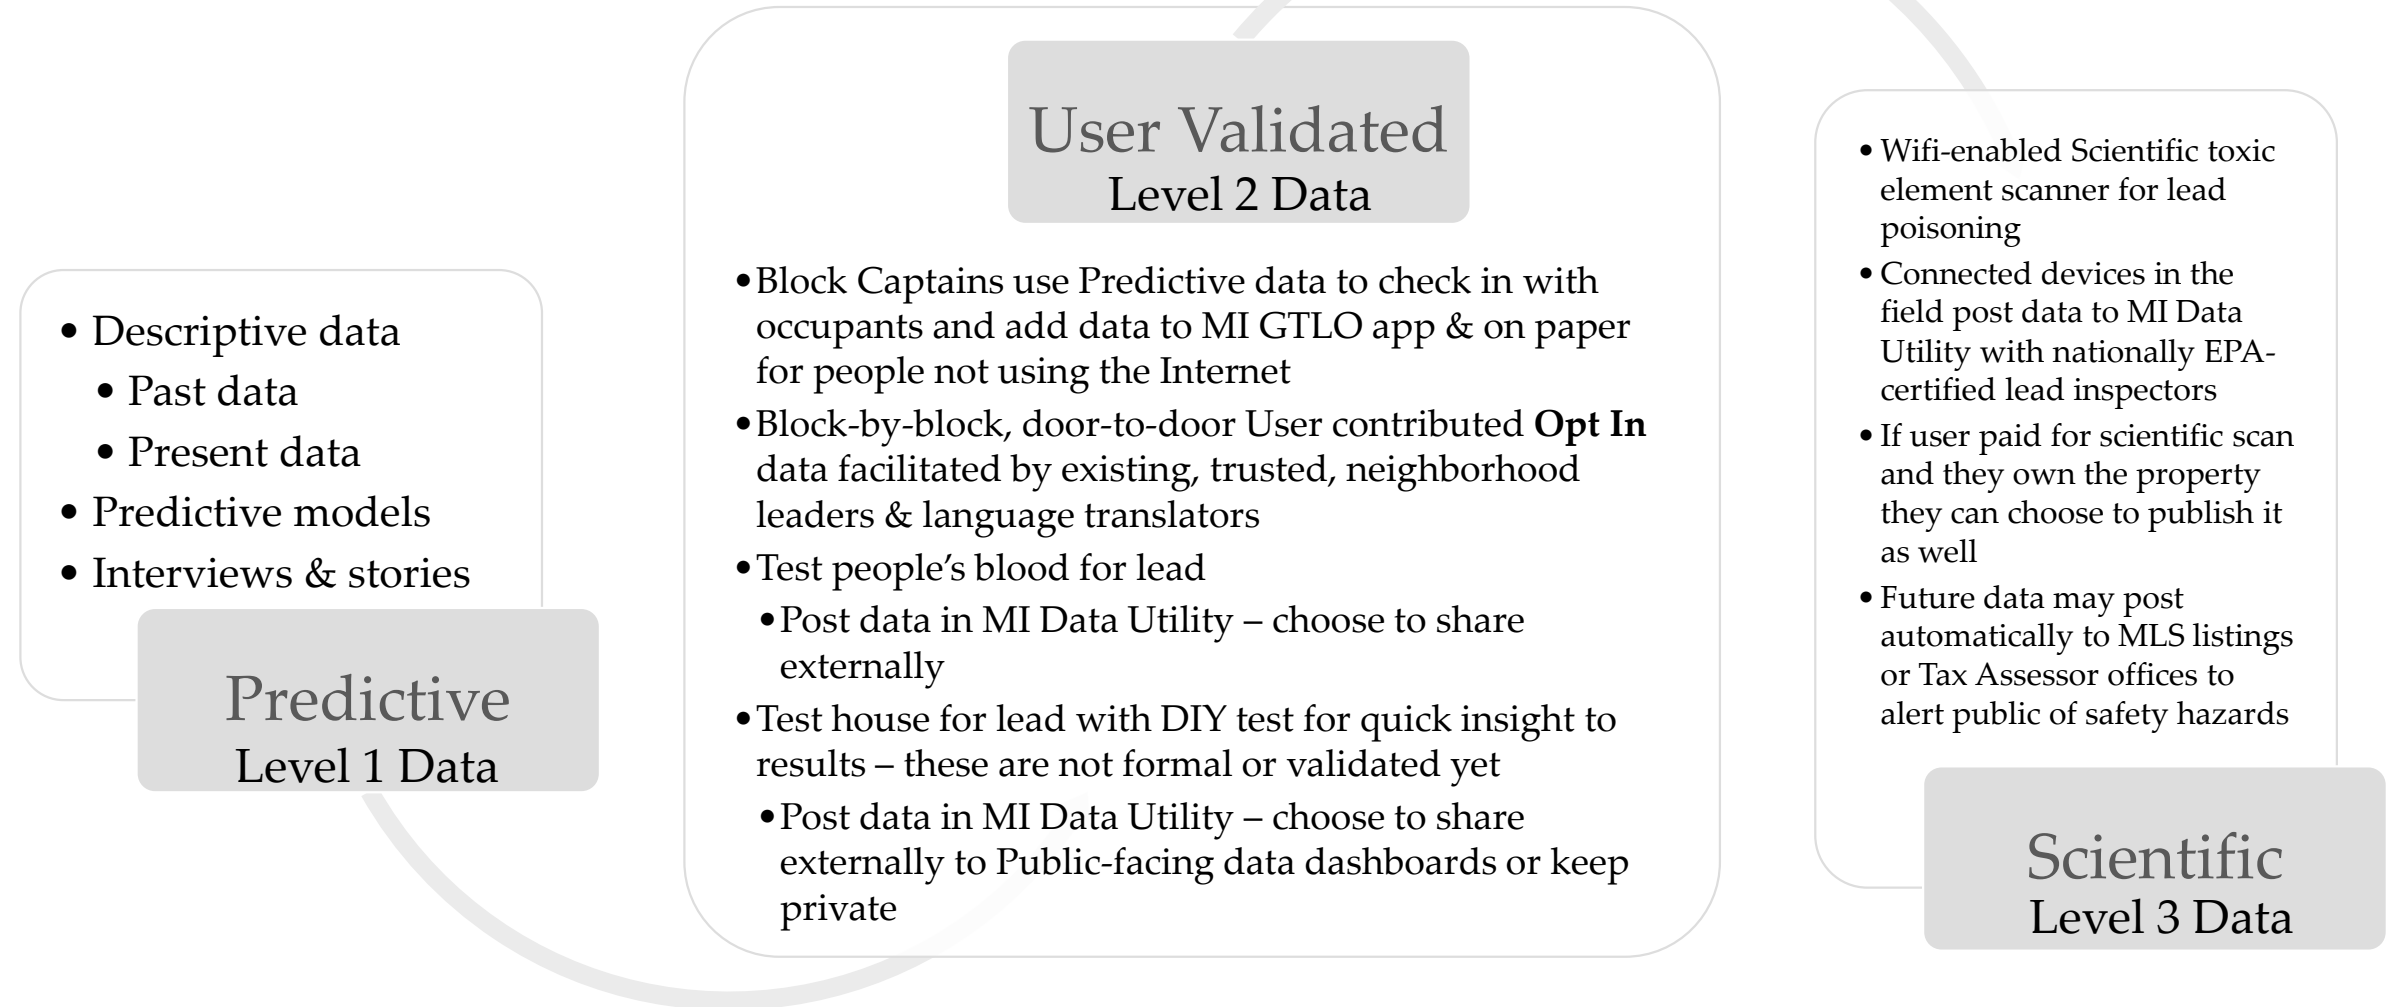 • Descriptive data
• Past data
• Present data
• Predictive models
• Interviews & stories
Predictive
Level 1 Data
User Validated
Level 2 Data
•Block Captains use Predictive data to check in with
occupants and add data to MI GTLO app & on paper
for people not using the Internet
•Block-by-block, door-to-door User contributed Opt In
data facilitated by existing, trusted, neighborhood
leaders & language translators
•Test people’s blood for lead
•Post data in MI Data Utility – choose to share
externally
•Test house for lead with DIY test for quick insight to
results – these are not formal or validated yet
•Post data in MI Data Utility – choose to share
externally to Public-facing data dashboards or keep
private
•Wifi-enabled Scientific toxic
element scanner for lead
poisoning
•Connected devices in the
field post data to MI Data
Utility with nationally EPA-
certified lead inspectors
•If user paid for scientific scan
and they own the property
they can choose to publish it
as well
•Future data may post
automatically to MLS listings
or Tax Assessor offices to
alert public of safety hazards
Scientific
Level 3 Data